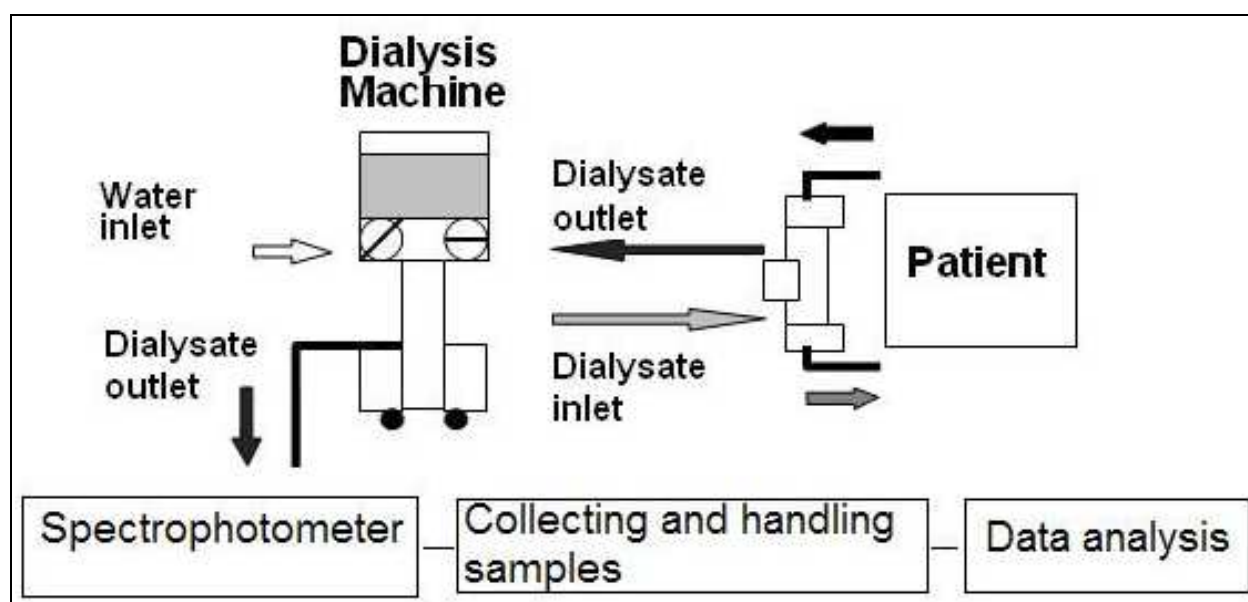 Dialysis
Machine
Water
inlet
Dialysate
outlet
Patient
Dialysate
outlet
Dialysate
inlet
Spectrophotometer
Collecting and handling
samples
Data analysis